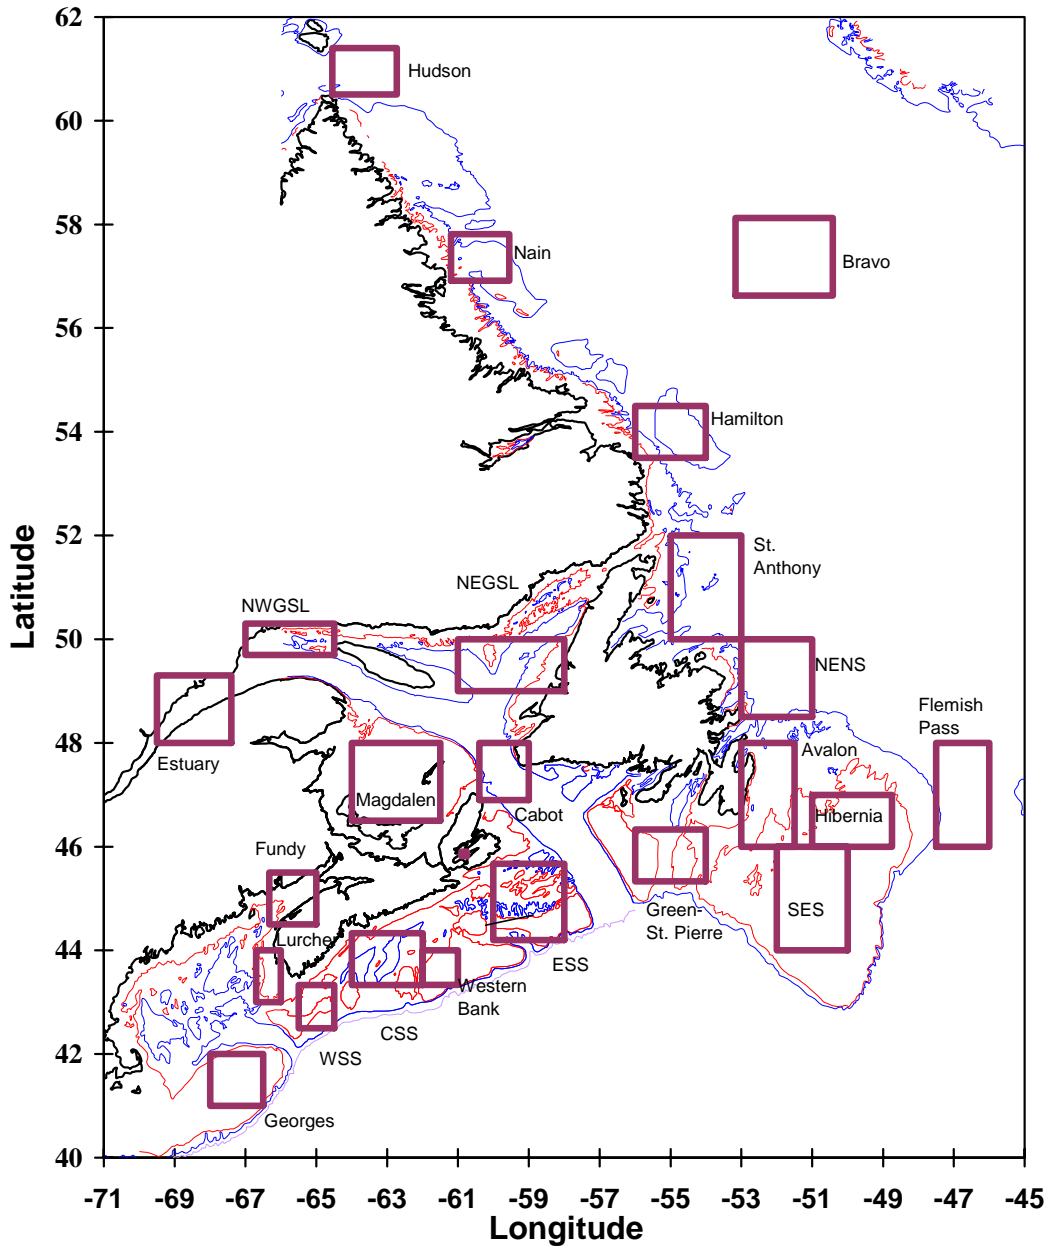 62
60
58
56
54
52
50
48
46
44
42
40
Latitude
Hudson
Nain
Bravo
Hamilton
St.
Anthony
NEGSL
NWGSL
NENS
Flemish
Pass
Estuary
Avalon
Magdalen
Cabot
Hibernia
Fundy
Green-
St. Pierre
SES
Lurcher
ESS
Western
Bank
CSS
WSS
Georges
-71 -69 -67 -65 -63 -61 -59 -57 -55 -53 -51 -49 -47 -45
Longitude